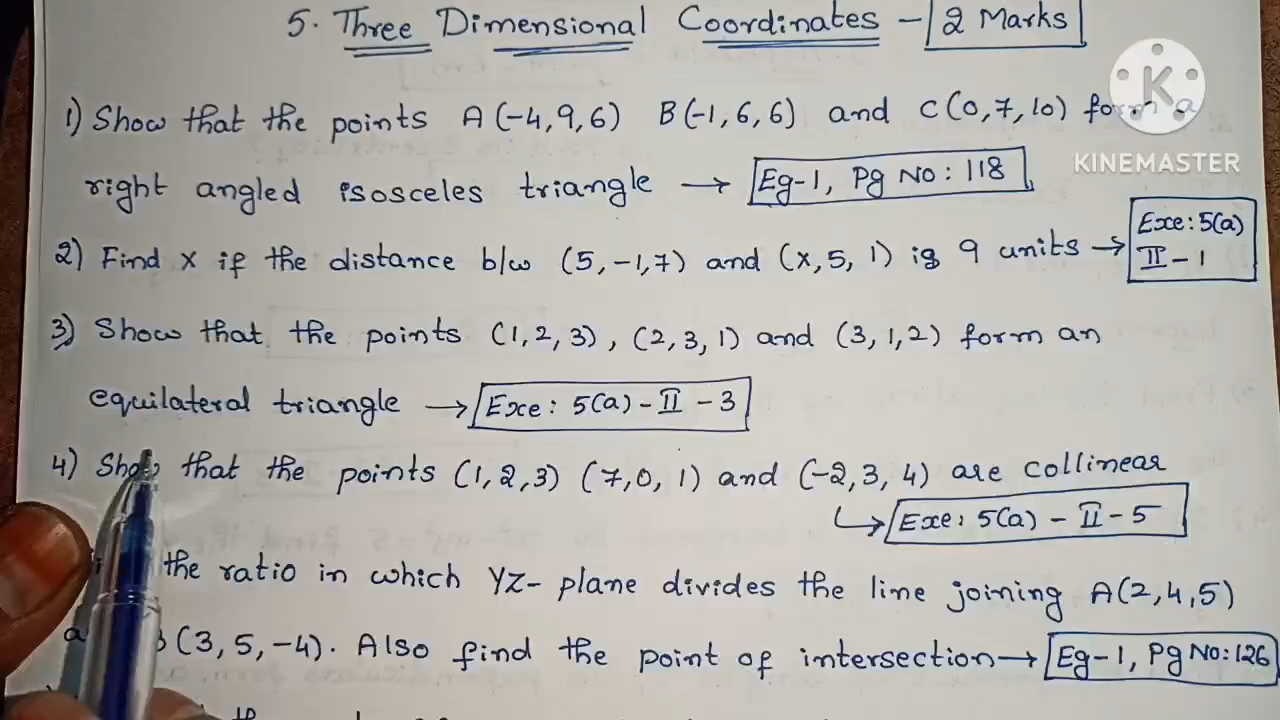 5. Three Dimensional Coordinates – 2 Marks
K
KINEMASTER
1) Show that the points A(-4,9,6) B(-1,6,6) and C(0,7,10) form a
right angled isosceles triangle → Eg-1, Pg No: 118
2) Find x if the distance b/w (5,-1,7) and (x,5,1) is 9 units → Exe: 5(a) II-1
3) Show that the points (1,2,3), (2,3,1) and (3,1,2) form an
equilateral triangle → Exe: 5(a) - II - 3
4) Show that the points (1,2,3) (7,0,1) and (-2,3,4) are collinear
↳ Exe: 5(a) - II - 5
the ratio in which YZ-plane divides the line joining A(2,4,5)
B(3,5,-4). Also find the point of intersection → Eg-1, Pg No: 126